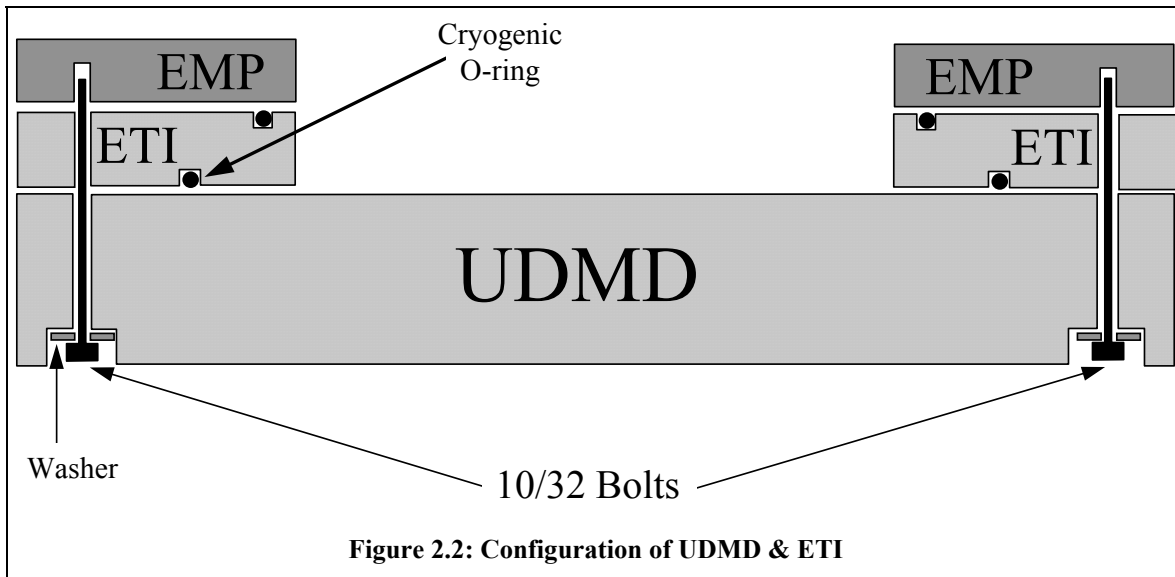 Cryogenic
O-ring
EMP
EMP
ETI
ETI
UDMD
Washer
10/32 Bolts
Figure 2.2: Configuration of UDMD & ETI